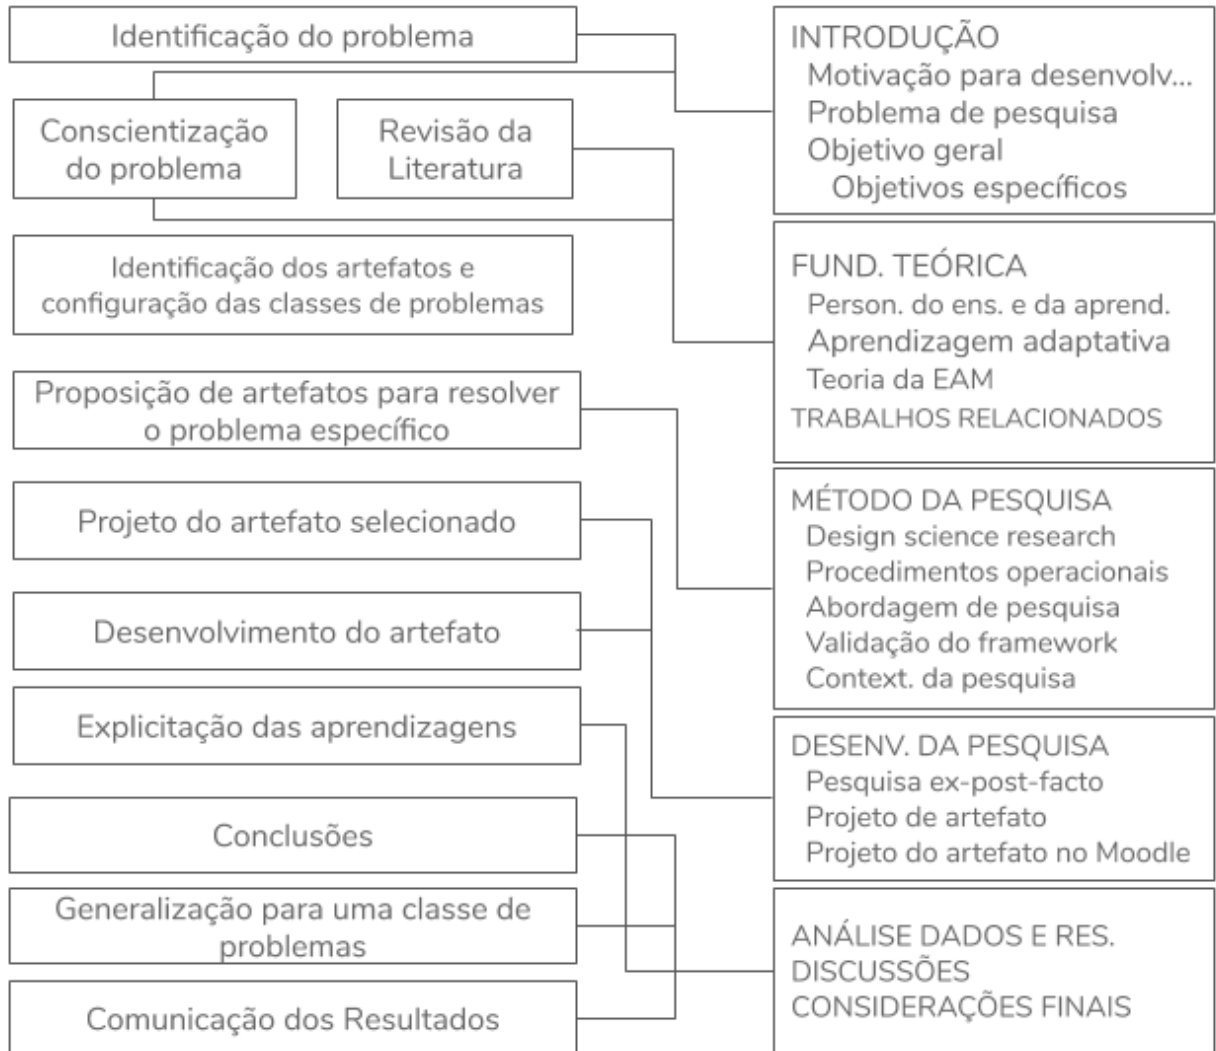 Identificação do problema
Conscientização
do problema
Revisão da
Literatura
Identificação dos artefatos e
configuração das classes de problemas
Proposição de artefatos para resolver
o problema específico
Projeto do artefato selecionado
Desenvolvimento do artefato
Explicitação das aprendizagens
Conclusões
Generalização para uma classe de
problemas
Comunicação dos Resultados
INTRODUÇÃO
Motivação para desenvolv...
Problema de pesquisa
Objetivo geral
Objetivos específicos
FUND. TEÓRICA
Person. do ens. e da aprend.
Aprendizagem adaptativa
Teoria da EAM
TRABALHOS RELACIONADOS
MÉTODO DA PESQUISA
Design science research
Procedimentos operacionais
Abordagem de pesquisa
Validação do framework
Context. da pesquisa
DESENV. DA PESQUISA
Pesquisa ex-post-facto
Projeto de artefato
Projeto do artefato no Moodle
ANÁLISE DADOS E RES.
DISCUSSÕES
CONSIDERAÇÕES FINAIS